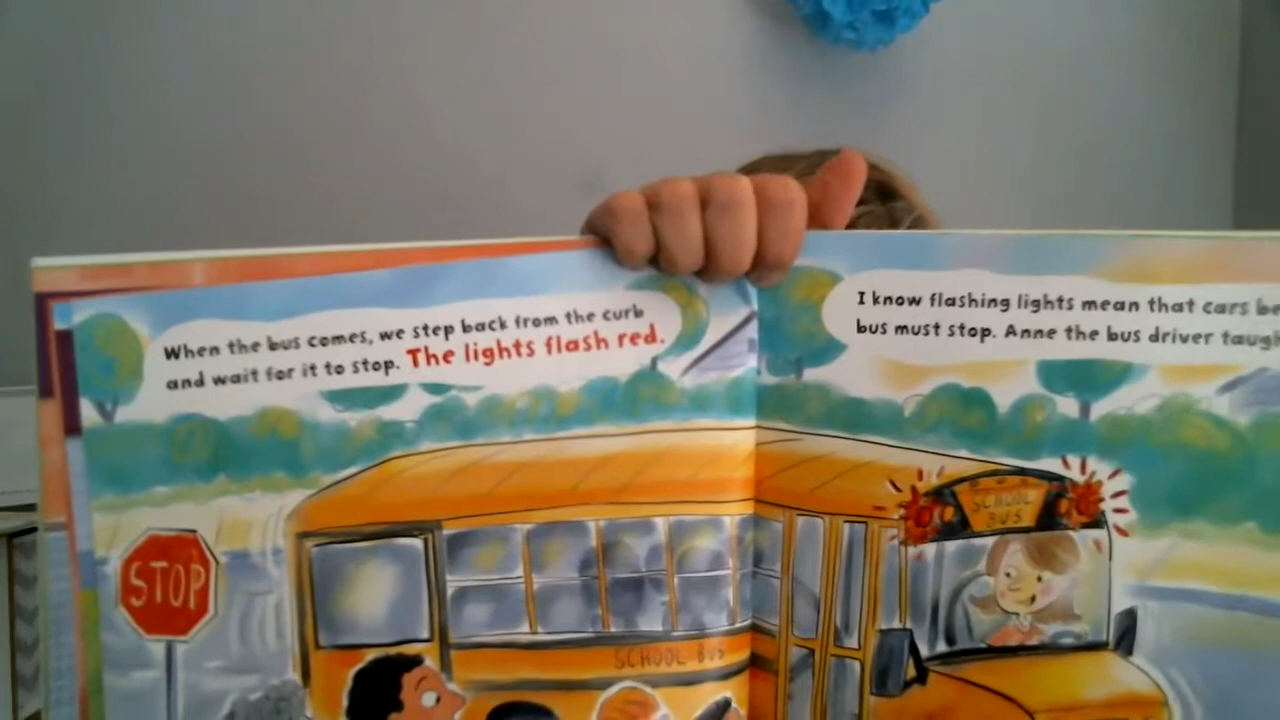 When the bus comes, we step back from the curb
and wait for it to stop. The lights flash red.
I know flashing lights mean that cars
bus must stop. Anne the bus driver
STOP
SCHOOL
BUS
SCHOOL BUS